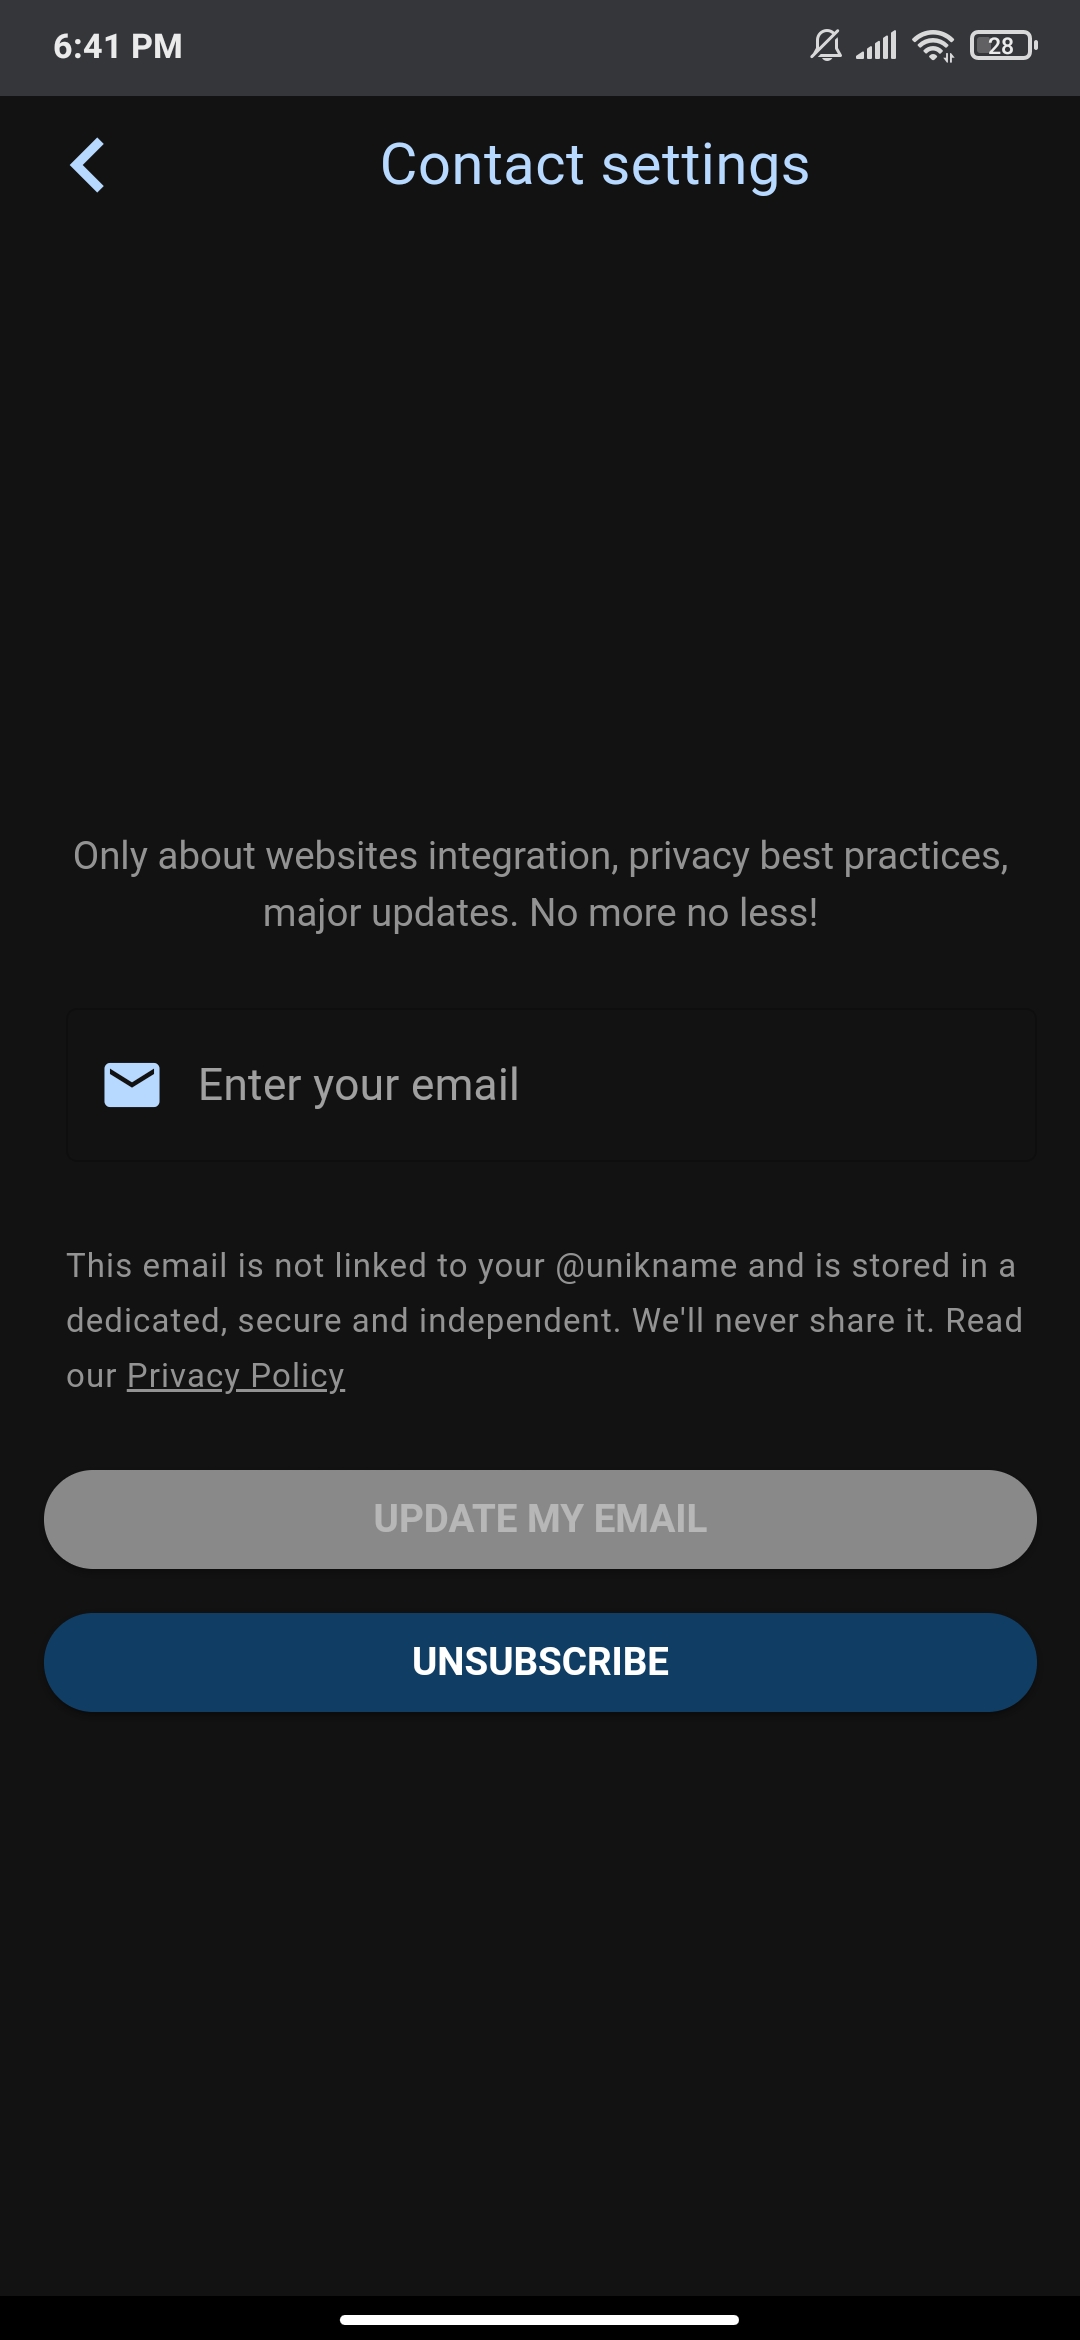 6:41 PM
28
Contact settings
Only about websites integration, privacy best practices,
major updates. No more no less!
Enter your email
This email is not linked to your @unikname and is stored in a
dedicated, secure and independent. We'll never share it. Read
our Privacy Policy
UPDATE MY EMAIL
UNSUBSCRIBE